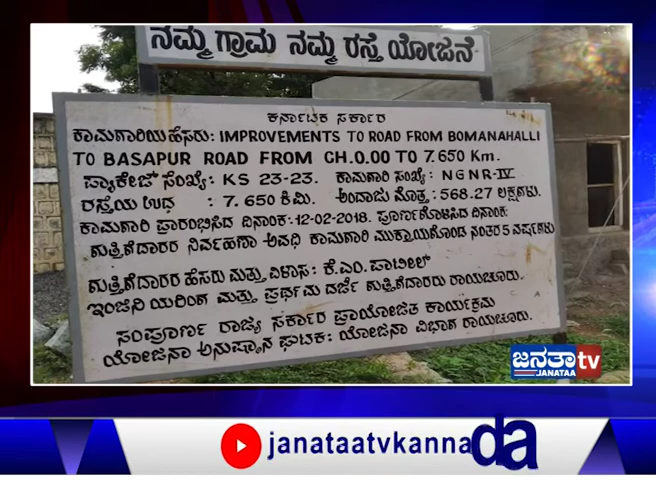 ನಮ್ಮ ಗ್ರಾಮ ನಮ್ಮ ರಸ್ತೆ ಯೋಜನೆ
ಕರ್ನಾಟಕ ಸರ್ಕಾರ
ಕಾಮಗಾರಿಯ ಹೆಸರು: IMPROVEMENTS TO ROAD FROM BOMANAHALLI
TO BASAPUR ROAD FROM CH.0.00 TO 7.650 Km.
ಪ್ಯಾಕೇಜ್ ಸಂಖ್ಯೆ: KS 23-23. ಕಾಮಗಾರಿ ಸಂಖ್ಯೆ: NGNR-IV
ರಸ್ತೆಯ ಉದ್ದ : 7.650 ಕಿಮೀ. ಅಂದಾಜು ಮೊತ್ತ :568.27 ಲಕ್ಷಗಳು.
ಕಾಮಗಾರಿ ಪ್ರಾರಂಭಿಸಿದ ದಿನಾಂಕ:12-02-2018. ಪೂರ್ಣಗೊಳಿಸಿದ ದಿನಾಂಕ:
ಗುತ್ತಿಗೆದಾರರ ನಿರ್ವಹಣಾ ಅವಧಿ ಕಾಮಗಾರಿ ಮುಕ್ತಾಯಗೊಂಡ ನಂತರ 5 ವರ್ಷಗಳು
ಗುತ್ತಿಗೆದಾರರ ಹೆಸರು ಮತ್ತು ವಿಳಾಸ: ಕೆ.ಎಂ. ಪಾಟೀಲ್
ಇಂಜಿನಿಯರಿಂಗ ಮತ್ತು ಪ್ರಥಮ ದರ್ಜೆ ಗುತ್ತಿಗೆದಾರರು ರಾಯಚೂರು.
ಸಂಪೂರ್ಣ ರಾಜ್ಯ ಸರ್ಕಾರ ಪ್ರಾಯೋಜಿತ ಕಾರ್ಯಕ್ರಮ
ಯೋಜನಾ ಅನುಷ್ಠಾನ ಘಟಕ: ಯೋಜನಾ ವಿಭಾಗ ರಾಯಚೂರು.
ಜನತಾ tv
JANATAA
janataatvkannada